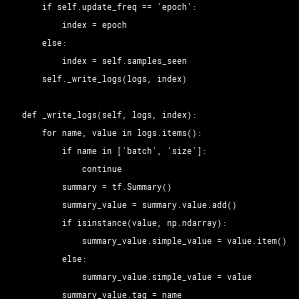 if self.update_freq == 'epoch':
index = epoch
else:
index = self.samples_seen
self._write_logs(logs, index)
def _write_logs(self, logs, index):
for name, value in logs.items():
if name in ['batch', 'size']:
continue
summary = tf.Summary()
summary_value = summary.value.add()
if isinstance(value, np.ndarray):
summary_value.simple_value = value.item()
else:
summary_value.simple_value = value
summary_value.tag = name